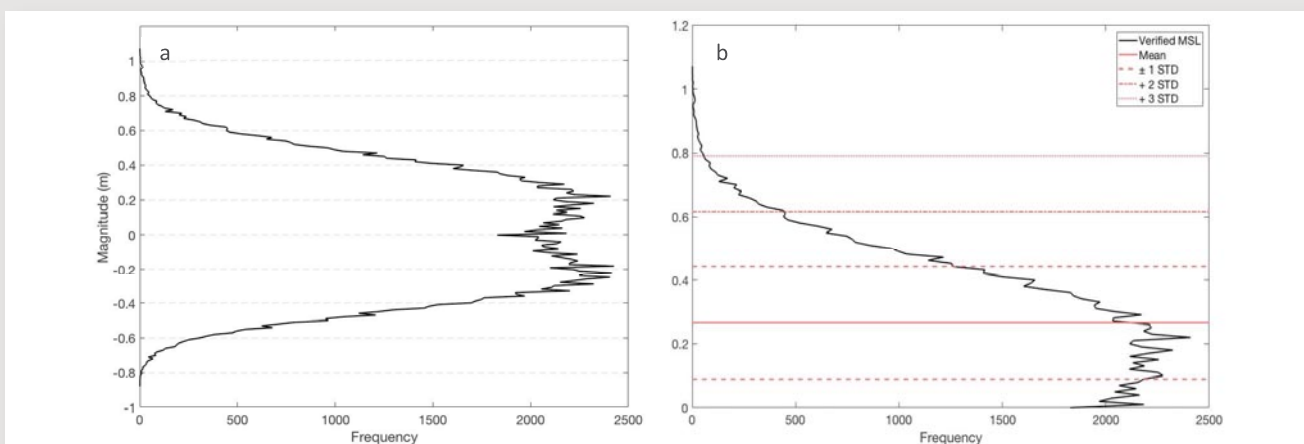 a
1
0.8
0.6
0.4
0.2
0
-0.2
-0.4
-0.6
-0.8
-1
Magnitude (m)
0 500 1000 1500 2000 2500
Frequency
b
1.2
1
0.8
0.6
0.4
0.2
0
Verified MSL
Mean
± 1 STD
+ 2 STD
+ 3 STD
0 500 1000 1500 2000 2500
Frequency